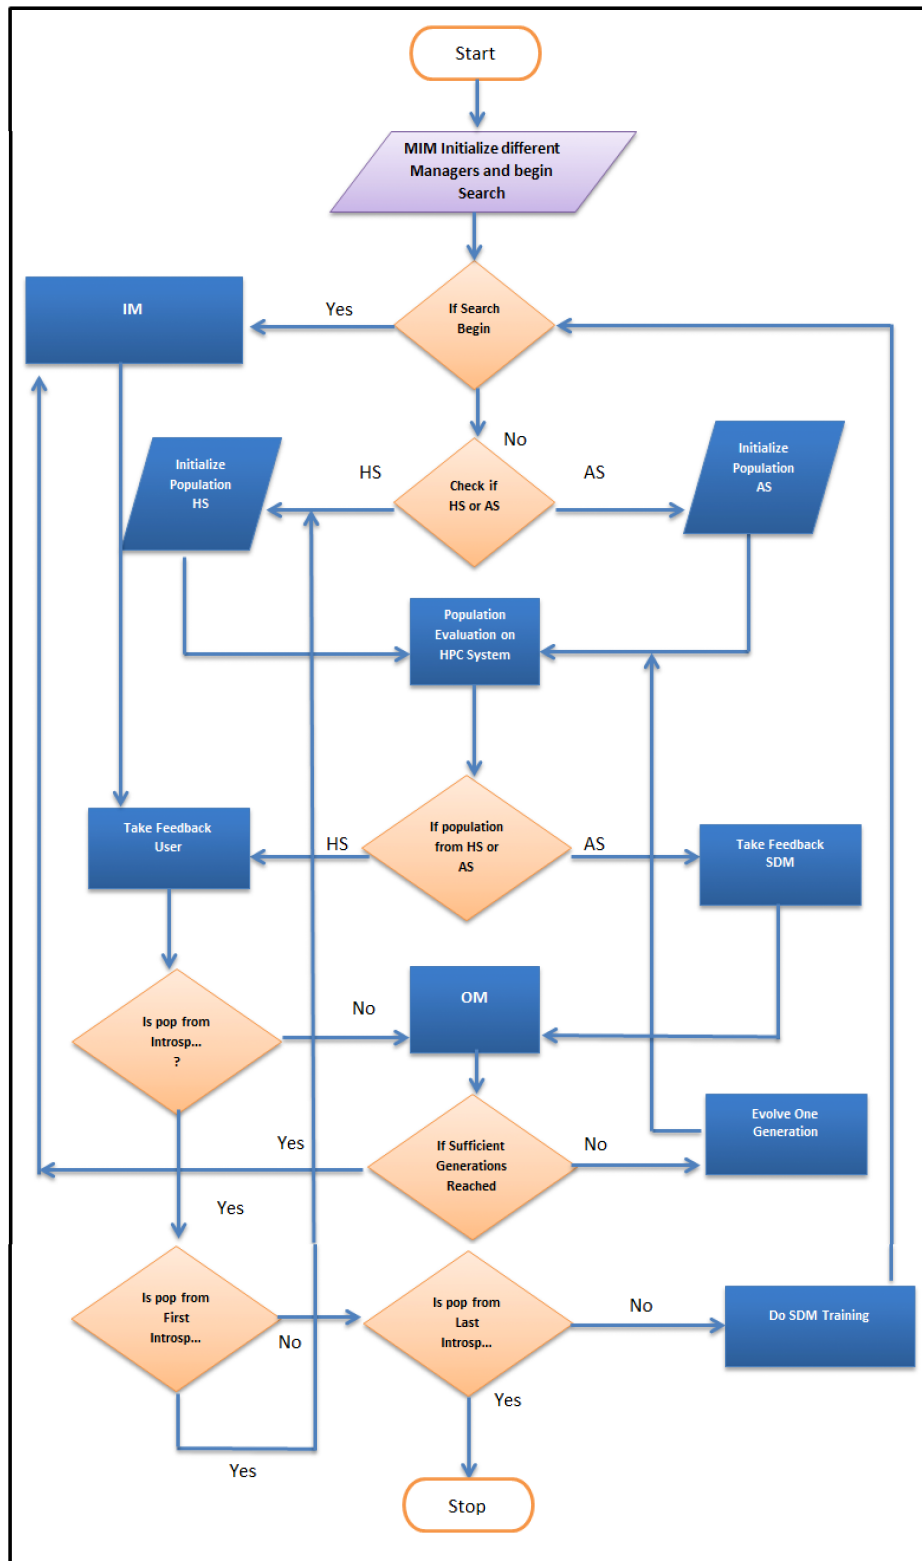 Start
MIM Initialize different
Managers and begin
Search
IM
Yes
If Search
Begin
No
Initialize
Population
HS
HS
Check if
HS or AS
AS
Initialize
Population
AS
Population
Evaluation on
HPC System
Take Feedback
User
HS
If population
from HS or
AS
AS
Take Feedback
SDM
Is pop from
Introsp...
?
No
OM
Yes
If Sufficient
Generations
Reached
No
Evolve One
Generation
Yes
Is pop from
First
Introsp...
No
Is pop from
Last
Introsp...
No
Do SDM Training
Yes
Yes
Stop